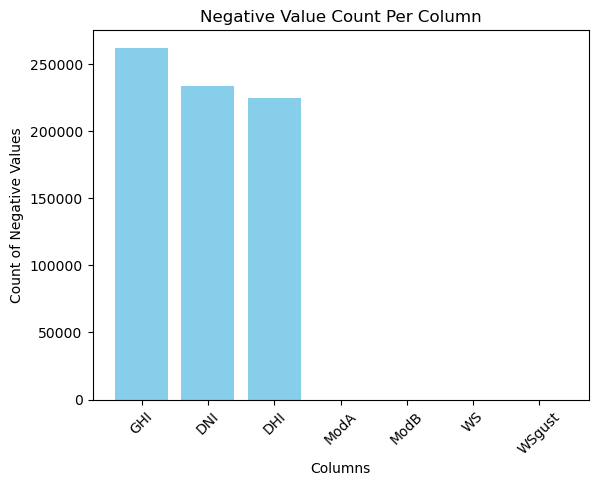 Negative Value Count Per Column
Count of Negative Values
250000
200000
150000
100000
50000
0
GHI
DNI
DHI
ModA
ModB
WS
WSgust
Columns